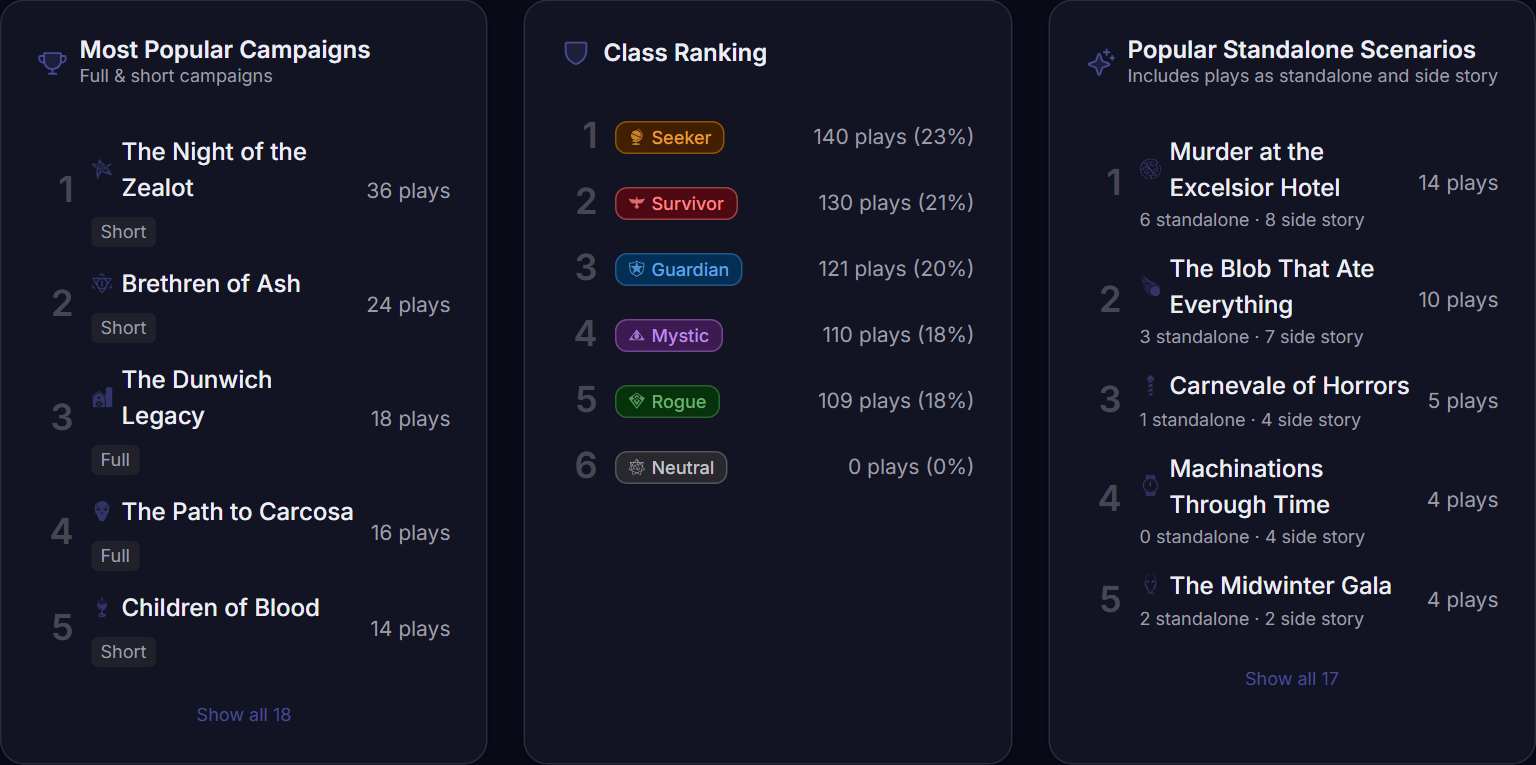 Most Popular Campaigns
Full & short campaigns
1
The Night of the
Zealot
36 plays
Short
2
Brethren of Ash
24 plays
Short
3
The Dunwich
Legacy
18 plays
Full
4
The Path to Carcosa
16 plays
Full
5
Children of Blood
14 plays
Short
Show all 18
Class Ranking
1 Seeker 140 plays (23%)
2 Survivor 130 plays (21%)
3 Guardian 121 plays (20%)
4 Mystic 110 plays (18%)
5 Rogue 109 plays (18%)
6 Neutral 0 plays (0%)
Popular Standalone Scenarios
Includes plays as standalone and side story
1
Murder at the
Excelsior Hotel
14 plays
6 standalone · 8 side story
2
The Blob That Ate
Everything
10 plays
3 standalone · 7 side story
3
Carnevale of Horrors
5 plays
1 standalone · 4 side story
4
Machinations
Through Time
4 plays
0 standalone · 4 side story
5
The Midwinter Gala
4 plays
2 standalone · 2 side story
Show all 17